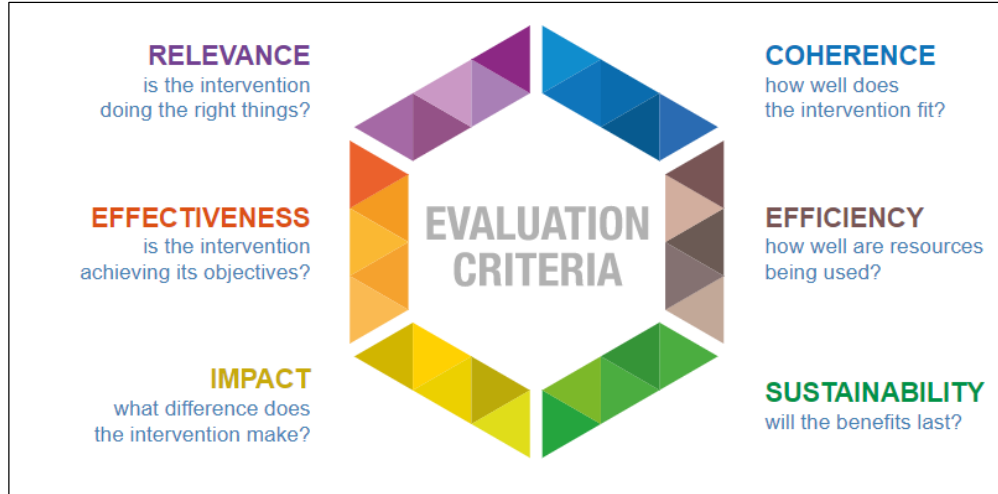 RELEVANCE
is the intervention
doing the right things?
COHERENCE
how well does
the intervention fit?
EFFECTIVENESS
is the intervention
achieving its objectives?
EVALUATION
CRITERIA
EFFICIENCY
how well are resources
being used?
IMPACT
what difference does
the intervention make?
SUSTAINABILITY
will the benefits last?